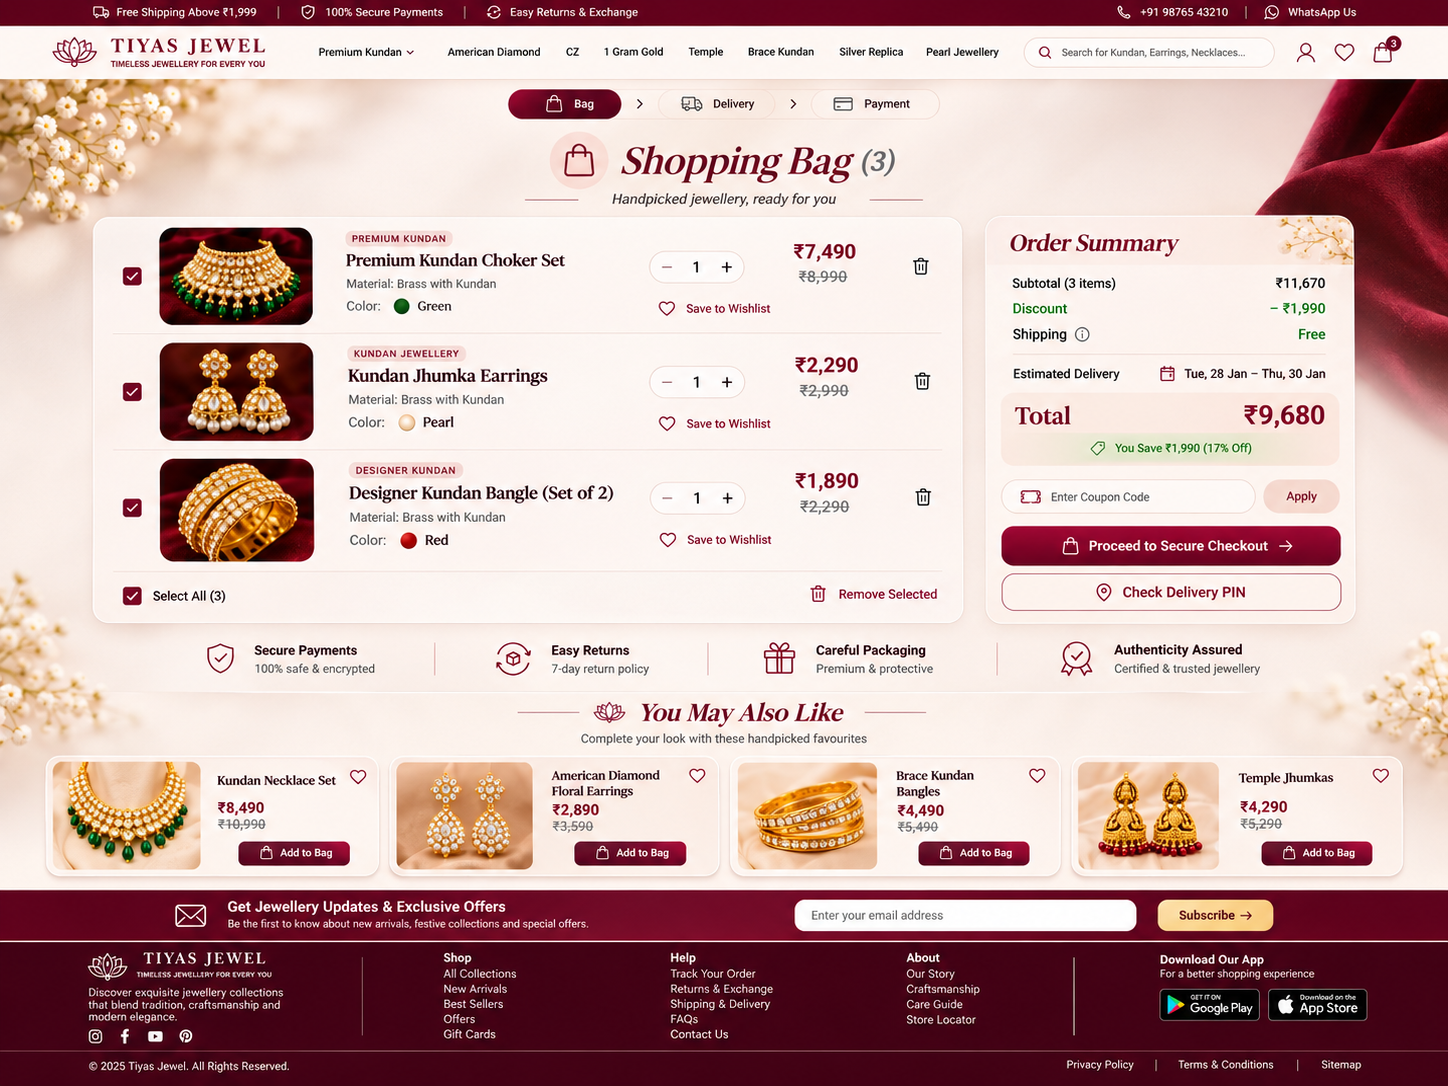 Free Shipping Above ₹1,999
100% Secure Payments
Easy Returns & Exchange
+91 98765 43210
WhatsApp Us
TIYAS JEWEL
TIMELESS JEWELLERY FOR EVERY YOU
Premium Kundan
American Diamond
CZ
1 Gram Gold
Temple
Brace Kundan
Silver Replica
Pearl Jewellery
Search for Kundan, Earrings, Necklaces...
3
Bag
Delivery
Payment
Shopping Bag (3)
Handpicked jewellery, ready for you
PREMIUM KUNDAN
Premium Kundan Choker Set
Material: Brass with Kundan
Color: Green
− 1 +
Save to Wishlist
₹7,490
₹8,990
KUNDAN JEWELLERY
Kundan Jhumka Earrings
Material: Brass with Kundan
Color: Pearl
− 1 +
Save to Wishlist
₹2,290
₹2,990
DESIGNER KUNDAN
Designer Kundan Bangle (Set of 2)
Material: Brass with Kundan
Color: Red
− 1 +
Save to Wishlist
₹1,890
₹2,290
Select All (3)
Remove Selected
Order Summary
Subtotal (3 items) ₹11,670
Discount − ₹1,990
Shipping Free
Estimated Delivery Tue, 28 Jan – Thu, 30 Jan
Total ₹9,680
You Save ₹1,990 (17% Off)
Enter Coupon Code
Apply
Proceed to Secure Checkout →
Check Delivery PIN
Secure Payments
100% safe & encrypted
Easy Returns
7-day return policy
Careful Packaging
Premium & protective
Authenticity Assured
Certified & trusted jewellery
You May Also Like
Complete your look with these handpicked favourites
Kundan Necklace Set
₹8,490
₹10,990
Add to Bag
American Diamond
Floral Earrings
₹2,890
₹3,590
Add to Bag
Brace Kundan
Bangles
₹4,490
₹5,490
Add to Bag
Temple Jhumkas
₹4,290
₹5,290
Add to Bag
Get Jewellery Updates & Exclusive Offers
Be the first to know about new arrivals, festive collections and special offers.
Enter your email address
Subscribe →
TIYAS JEWEL
TIMELESS JEWELLERY FOR EVERY YOU
Discover exquisite jewellery collections
that blend tradition, craftsmanship and
modern elegance.
Shop
All Collections
New Arrivals
Best Sellers
Offers
Gift Cards
Help
Track Your Order
Returns & Exchange
Shipping & Delivery
FAQs
Contact Us
About
Our Story
Craftsmanship
Care Guide
Store Locator
Download Our App
For a better shopping experience
GET IT ON
Google Play
Download on the
App Store
© 2025 Tiyas Jewel. All Rights Reserved.
Privacy Policy
Terms & Conditions
Sitemap